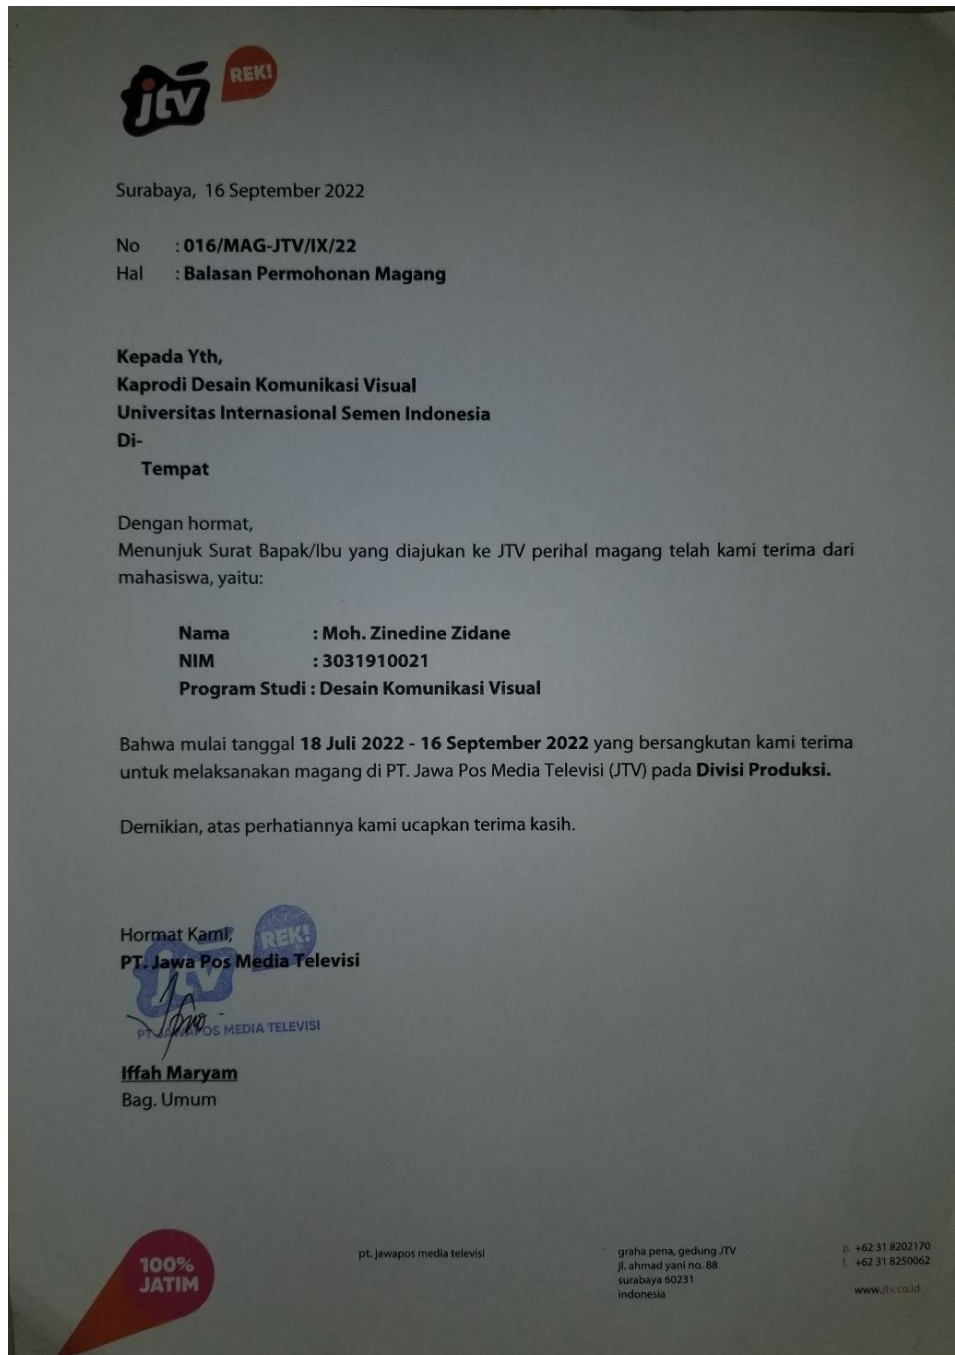 jtv REK!
Surabaya, 16 September 2022
No : 016/MAG-JTV/IX/22
Hal : Balasan Permohonan Magang
Kepada Yth,
Kaprodi Desain Komunikasi Visual
Universitas Internasional Semen Indonesia
Di-
Tempat
Dengan hormat,
Menunjuk Surat Bapak/Ibu yang diajukan ke JTV perihal magang telah kami terima dari
mahasiswa, yaitu:
Nama : Moh. Zinedine Zidane
NIM : 3031910021
Program Studi : Desain Komunikasi Visual
Bahwa mulai tanggal 18 Juli 2022 - 16 September 2022 yang bersangkutan kami terima
untuk melaksanakan magang di PT. Jawa Pos Media Televisi (JTV) pada Divisi Produksi.
Demikian, atas perhatiannya kami ucapkan terima kasih.
Hormat Kami,
PT. Jawa Pos Media Televisi
jtv REK!
PT. JAWAPOS MEDIA TELEVISI
Iffah Maryam
Bag. Umum
100%
JATIM
pt. jawapos media televisi
graha pena, gedung JTV
jl. ahmad yani no. 88
surabaya 60231
indonesia
p. +62 31 8202170
f. +62 31 8250062
www.jtv.co.id